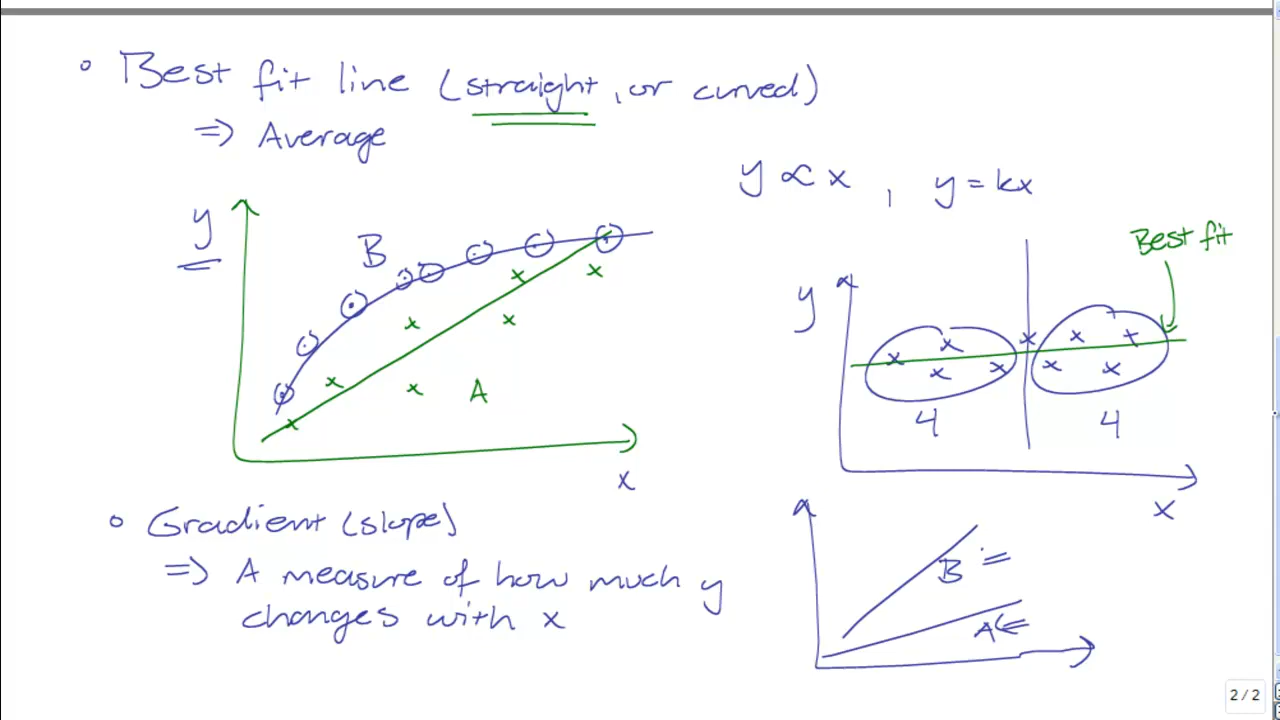 • Best fit line (straight, or curved)
⇒ Average
y ∝ x , y = kx
y
B
A
x
Best fit
y
4
4
x
• Gradient (slope)
⇒ A measure of how much y
changes with x
B
A
2 / 2